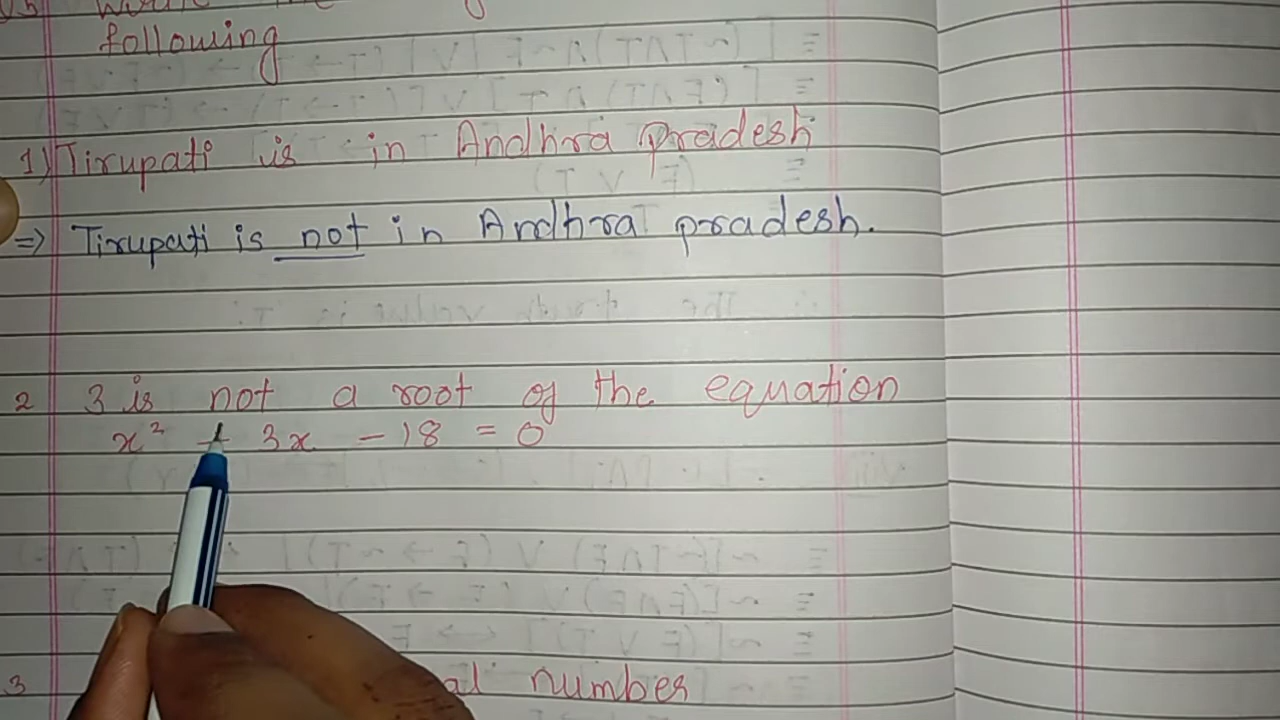 following
1) Tirupati is in Andhra pradesh
=> Tirupati is not in Andhra pradesh.
2 3 is not a root of the equation
x² + 3x - 18 = 0
3 number